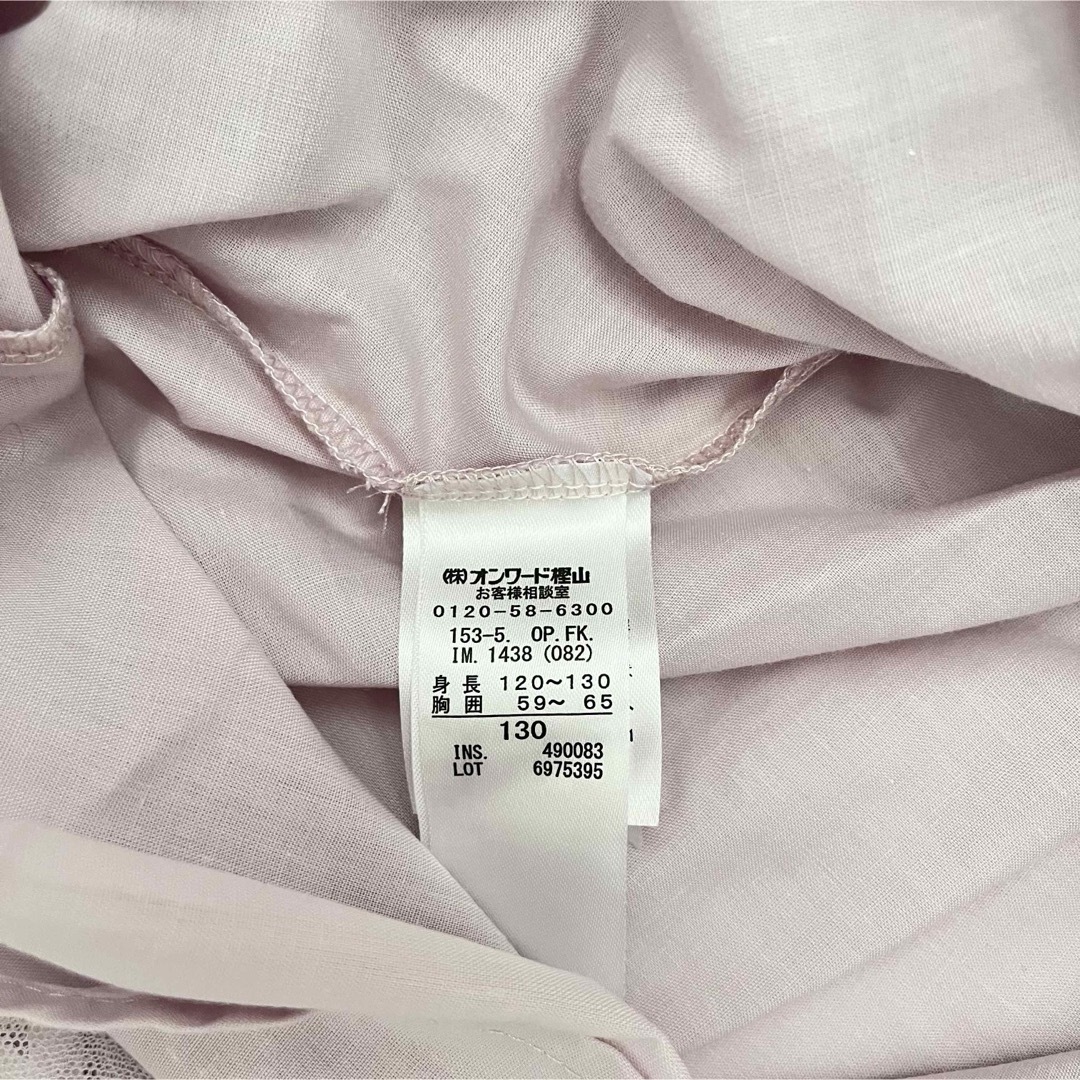 ㈱オンワード樫山
お客様相談室
0120-58-6300
153-5. OP.FK.
IM. 1438 (082)
身長 120〜130
胸囲 59〜 65
130
INS. 490083
LOT 6975395